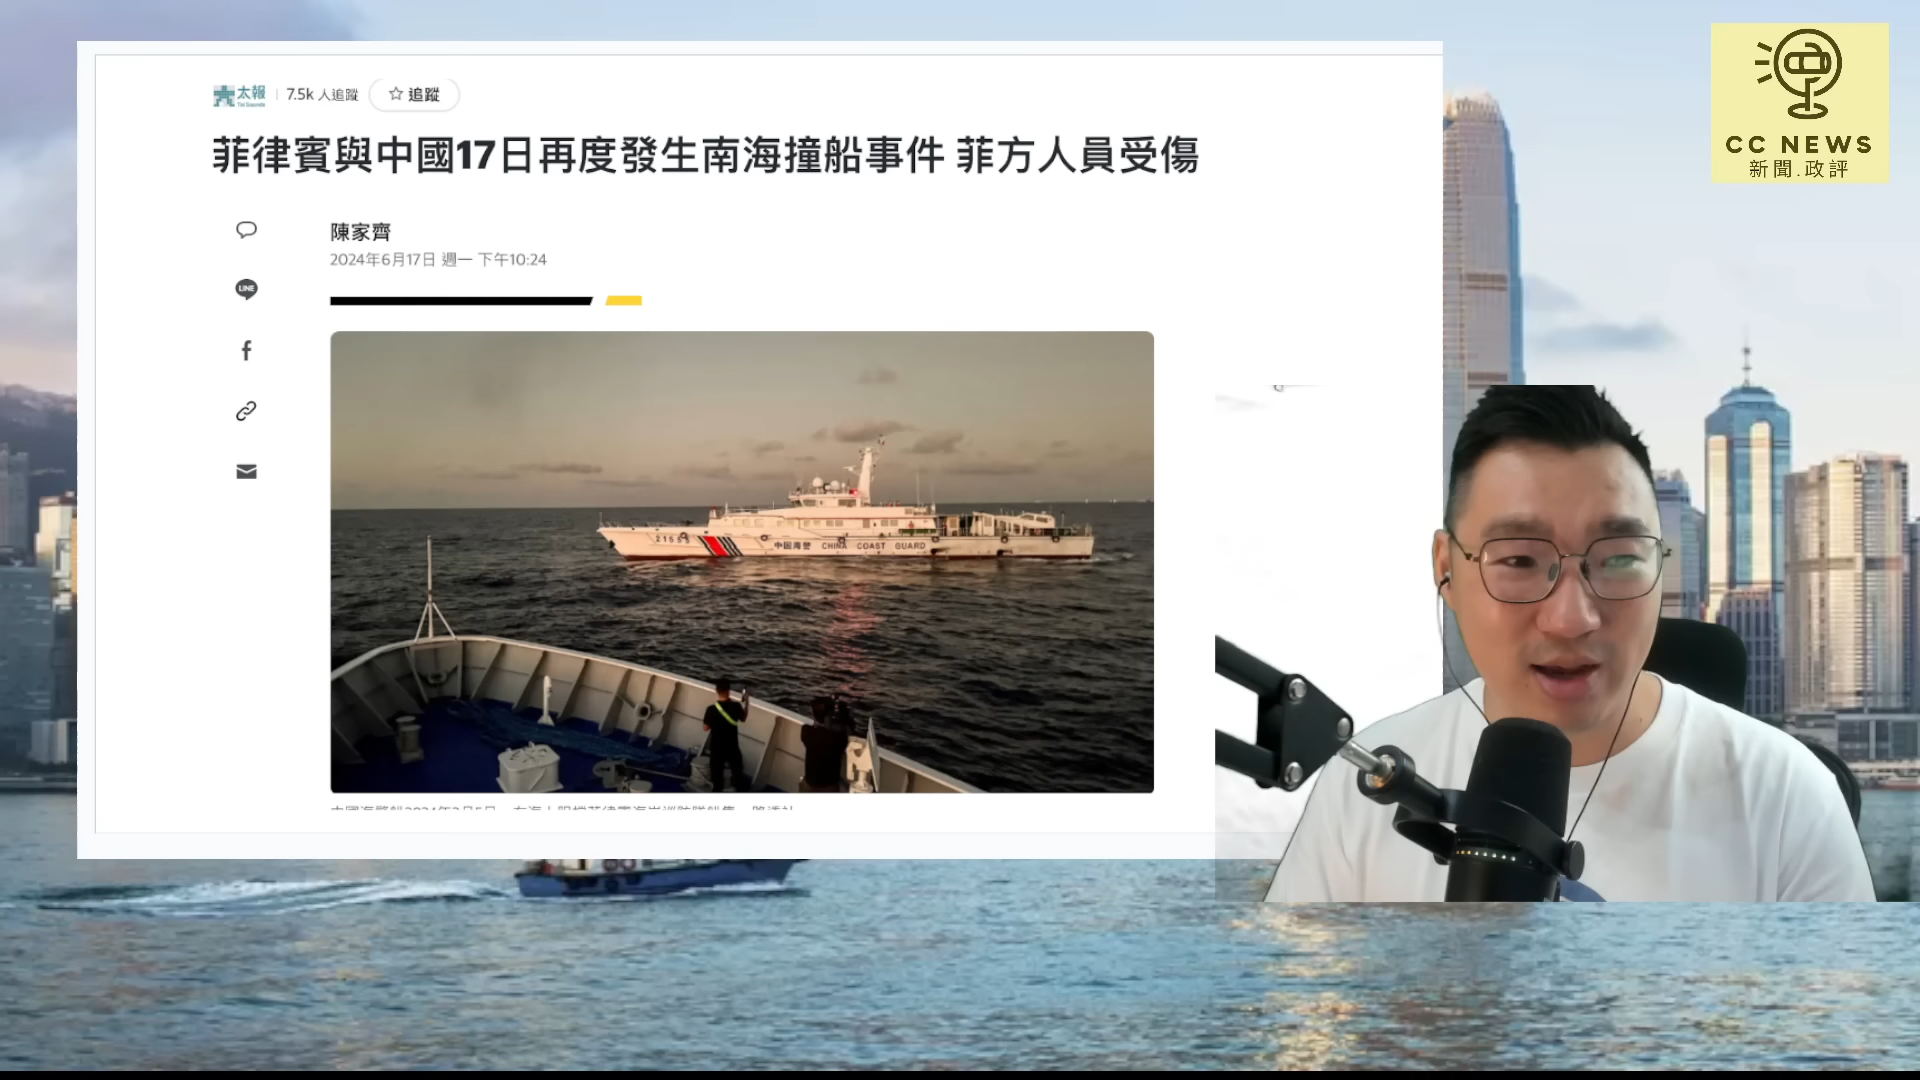 太報 7.5k 人追蹤 追蹤
菲律賓與中國17日再度發生南海撞船事件 菲方人員受傷
陳家齊
2024年6月17日 週一 下午10:24
LINE
中国海警 CHINA COAST GUARD
CC NEWS
新聞.政評